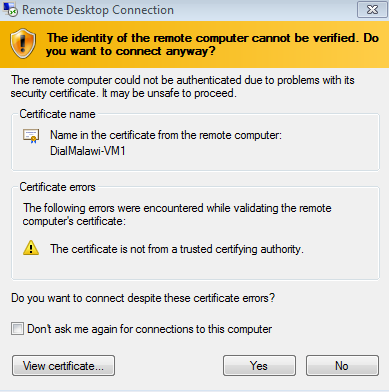 Remote Desktop Connection
The identity of the remote computer cannot be verified. Do
you want to connect anyway?
The remote computer could not be authenticated due to problems with its
security certificate. It may be unsafe to proceed.
Certificate name
Name in the certificate from the remote computer:
DialMalawi-VM1
Certificate errors
The following errors were encountered while validating the remote
computer's certificate:
The certificate is not from a trusted certifying authority.
Do you want to connect despite these certificate errors?
Don't ask me again for connections to this computer
View certificate...
Yes
No